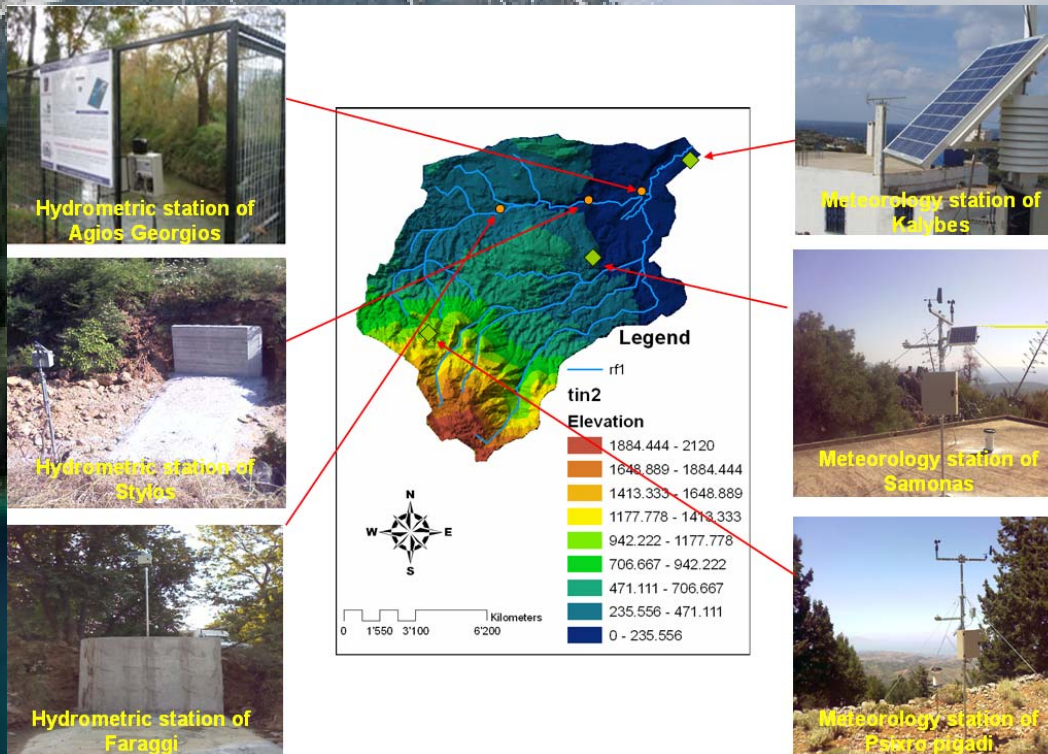 Hydrometric station of
Agios Georgios
Hydrometric station of
Stylos
Hydrometric station of
Faraggi
Legend
rf1
tin2
Elevation
1884.444 - 2120
1648.889 - 1884.444
1413.333 - 1648.889
1177.778 - 1413.333
942.222 - 1177.778
706.667 - 942.222
471.111 - 706.667
235.556 - 471.111
0 - 235.556
N
W E
S
Kilometers
0 1'550 3'100 6'200
Meteorology station of
Kalybes
Meteorology station of
Samonas
Meteorology station of
Psixro pigadi